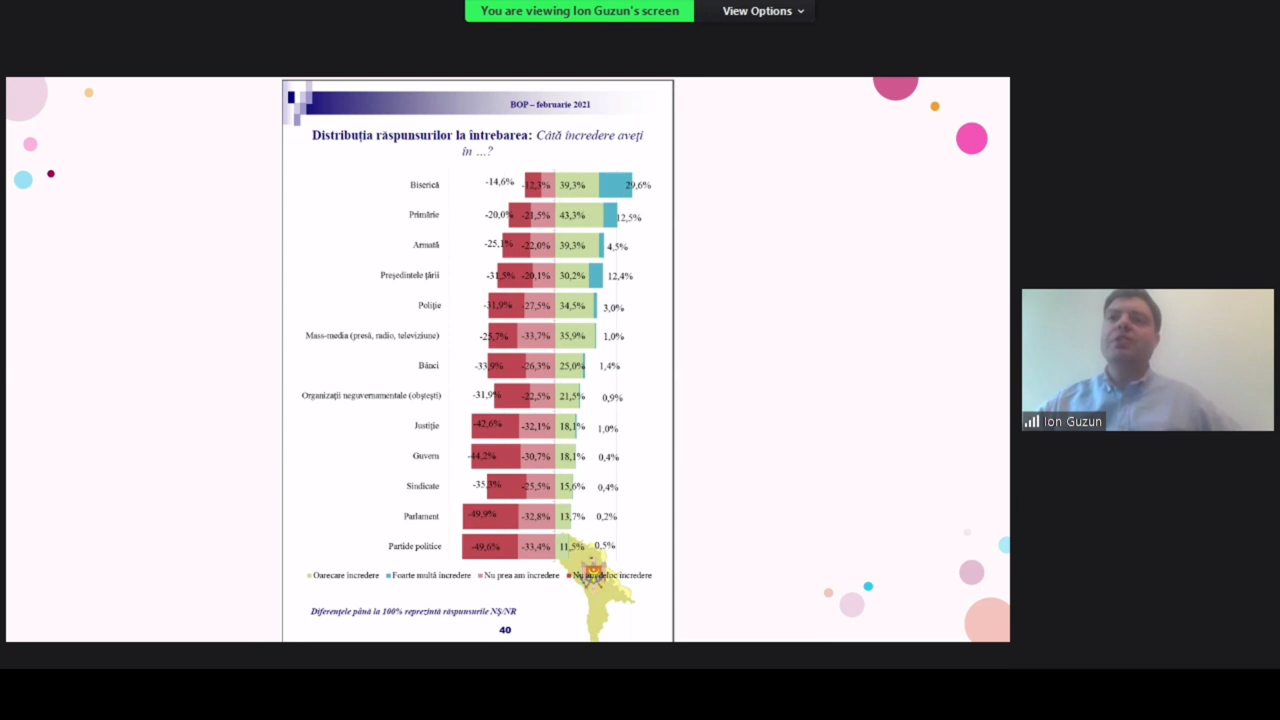 You are viewing Ion Guzun's screen
View Options
BOP – februarie 2021
Distribuția răspunsurilor la întrebarea: Câtă încredere aveți
în ...?
Biserică -14,6% -12,3% 39,3% 29,6%
Primărie -20,0% -21,5% 43,3% 12,5%
Armată -25,1% -22,0% 39,3% 4,5%
Președintele țării -31,5% -20,1% 30,2% 12,4%
Poliție -31,9% -27,5% 34,5% 3,0%
Mass-media (presă, radio, televiziune) -25,7% -33,7% 35,9% 1,0%
Bănci -33,9% -26,3% 25,0% 1,4%
Organizații neguvernamentale (obștești) -31,9% -22,5% 21,5% 0,9%
Justiție -42,6% -32,1% 18,1% 1,0%
Guvern -44,2% -30,7% 18,1% 0,4%
Sindicate -35,3% -25,5% 15,6% 0,4%
Parlament -49,9% -32,8% 13,7% 0,2%
Partide politice -49,6% -33,4% 11,5% 0,5%
Oarecare încredere Foarte multă încredere Nu prea am încredere Nu am deloc încredere
Diferențele până la 100% reprezintă răspunsurile NȘ/NR
40
Ion Guzun